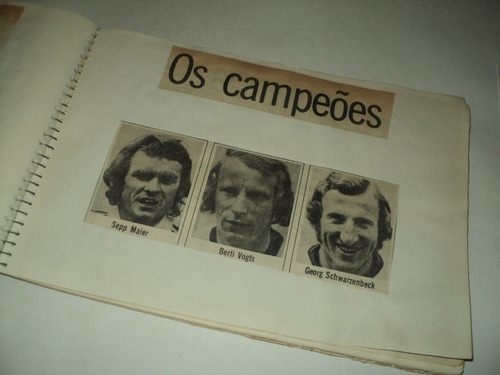 Os campeões
Sepp Maier
Berti Vogts
Georg Schwarzenbeck